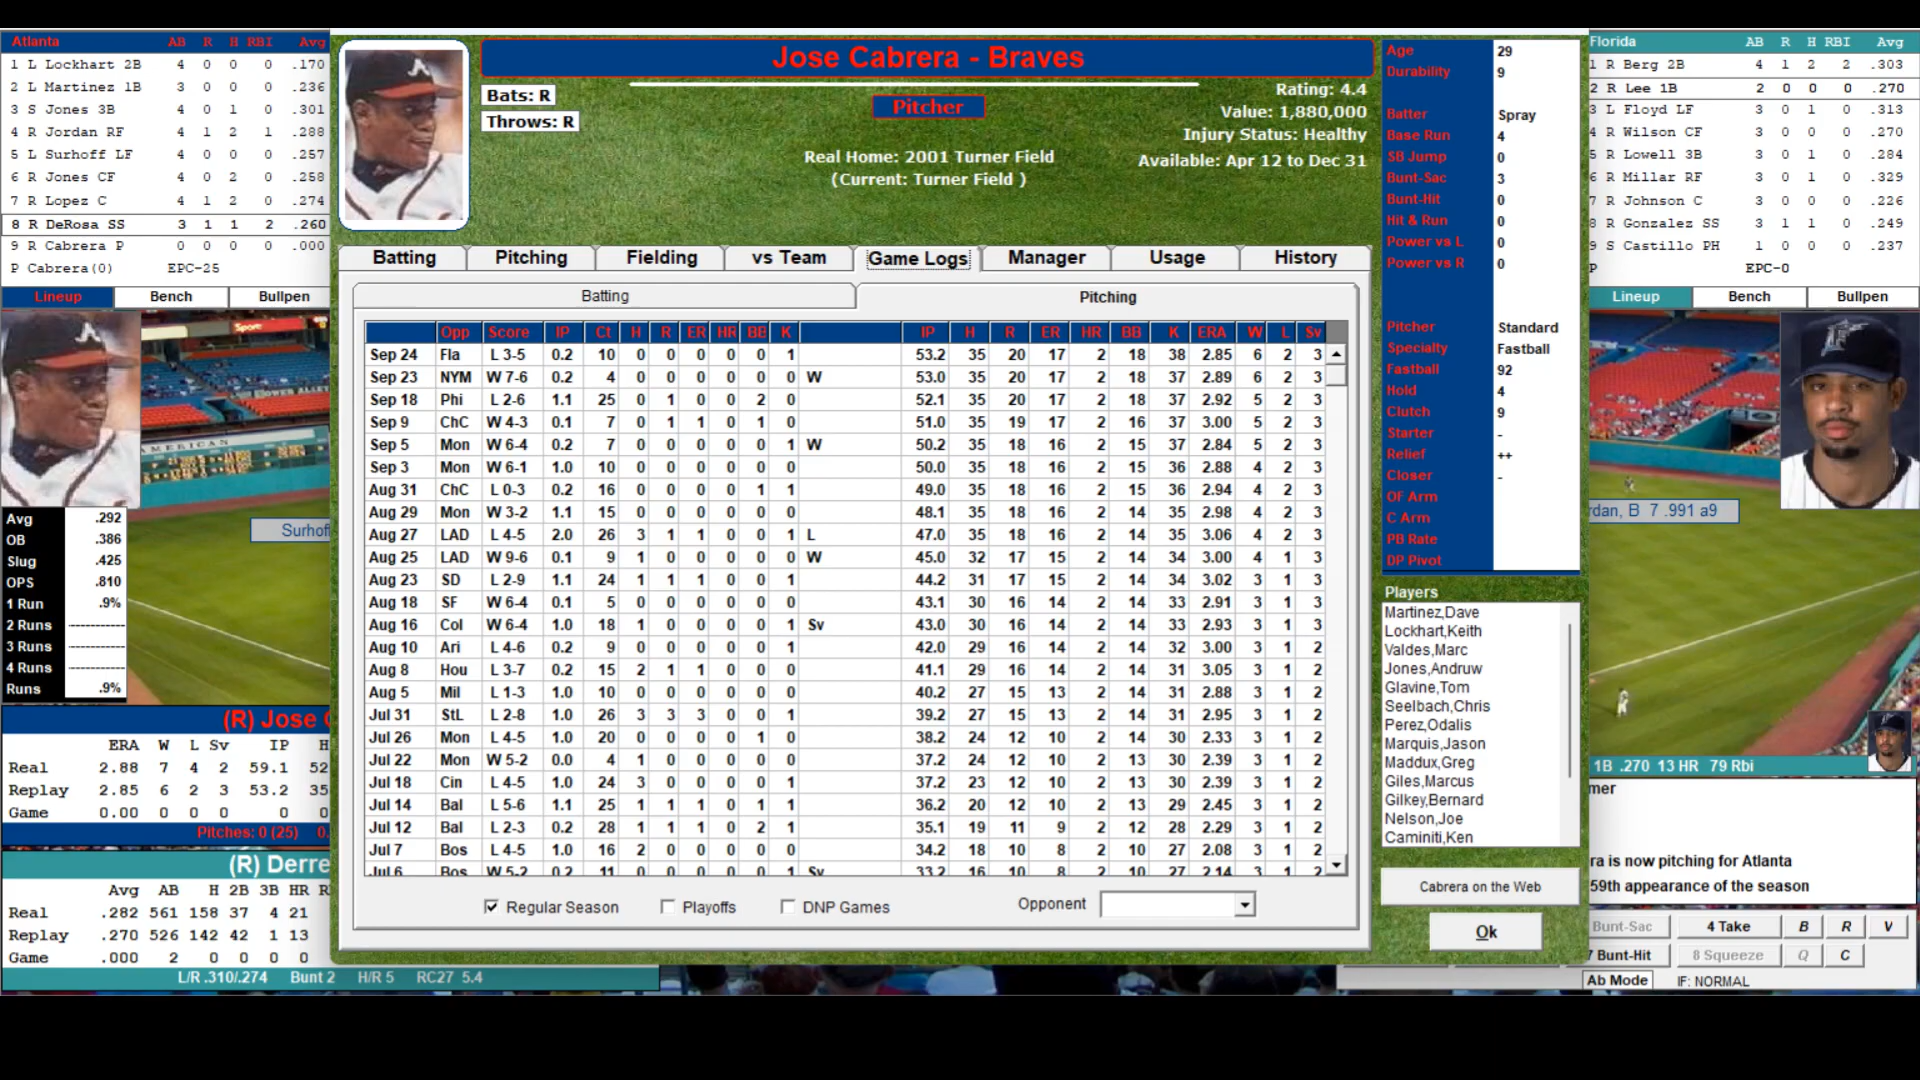 Atlanta AB R H RBI Avg
1 L Lockhart 2B 4 0 0 0 .170
2 L Martinez 1B 3 0 0 0 .236
3 S Jones 3B 4 0 1 0 .301
4 R Jordan RF 4 1 2 1 .288
5 L Surhoff LF 4 0 0 0 .257
6 R Jones CF 4 0 2 0 .258
7 R Lopez C 4 1 2 0 .274
8 R DeRosa SS 3 1 1 2 .260
9 R Cabrera P 0 0 0 0 .000
P Cabrera(0) EPC-25
Lineup Bench Bullpen
Surhoff
Avg .292
OB .386
Slug .425
OPS .810
1 Run .9%
2 Runs ------------
3 Runs ------------
4 Runs ------------
Runs .9%
(R) Jose C
ERA W L Sv IP H
Real 2.88 7 4 2 59.1 52
Replay 2.85 6 2 3 53.2 35
Game 0.00 0 0 0 0 0
Pitches: 0 (25) 0.
(R) Derre
Avg AB H 2B 3B HR R
Real .282 561 158 37 4 21
Replay .270 526 142 42 1 13
Game .000 2 0 0 0 0
L/R .310/.274 Bunt 2 H/R 5 RC27 5.4
Jose Cabrera - Braves
Bats: R
Throws: R
Pitcher
Real Home: 2001 Turner Field
(Current: Turner Field )
Rating: 4.4
Value: 1,880,000
Injury Status: Healthy
Available: Apr 12 to Dec 31
Batting Pitching Fielding vs Team Game Logs Manager Usage History
Batting Pitching
Opp Score IP Ct H R ER HR BB K IP H R ER HR BB K ERA W L Sv
Sep 24 Fla L 3-5 0.2 10 0 0 0 0 0 1 53.2 35 20 17 2 18 38 2.85 6 2 3
Sep 23 NYM W 7-6 0.2 4 0 0 0 0 0 0 W 53.0 35 20 17 2 18 37 2.89 6 2 3
Sep 18 Phi L 2-6 1.1 25 0 1 0 0 2 0 52.1 35 20 17 2 18 37 2.92 5 2 3
Sep 9 ChC W 4-3 0.1 7 0 1 1 0 1 0 51.0 35 19 17 2 16 37 3.00 5 2 3
Sep 5 Mon W 6-4 0.2 7 0 0 0 0 0 1 W 50.2 35 18 16 2 15 37 2.84 5 2 3
Sep 3 Mon W 6-1 1.0 10 0 0 0 0 0 0 50.0 35 18 16 2 15 36 2.88 4 2 3
Aug 31 ChC L 0-3 0.2 16 0 0 0 0 1 1 49.0 35 18 16 2 15 36 2.94 4 2 3
Aug 29 Mon W 3-2 1.1 15 0 0 0 0 0 0 48.1 35 18 16 2 14 35 2.98 4 2 3
Aug 27 LAD L 4-5 2.0 26 3 1 1 0 0 1 L 47.0 35 18 16 2 14 35 3.06 4 2 3
Aug 25 LAD W 9-6 0.1 9 1 0 0 0 0 0 W 45.0 32 17 15 2 14 34 3.00 4 1 3
Aug 23 SD L 2-9 1.1 24 1 1 1 0 0 1 44.2 31 17 15 2 14 34 3.02 3 1 3
Aug 18 SF W 6-4 0.1 5 0 0 0 0 0 0 43.1 30 16 14 2 14 33 2.91 3 1 3
Aug 16 Col W 6-4 1.0 18 1 0 0 0 0 1 Sv 43.0 30 16 14 2 14 33 2.93 3 1 3
Aug 10 Ari L 4-6 0.2 9 0 0 0 0 0 1 42.0 29 16 14 2 14 32 3.00 3 1 2
Aug 8 Hou L 3-7 0.2 15 2 1 1 0 0 0 41.1 29 16 14 2 14 31 3.05 3 1 2
Aug 5 Mil L 1-3 1.0 10 0 0 0 0 0 0 40.2 27 15 13 2 14 31 2.88 3 1 2
Jul 31 StL L 2-8 1.0 26 3 3 3 0 0 1 39.2 27 15 13 2 14 31 2.95 3 1 2
Jul 26 Mon L 4-5 1.0 20 0 0 0 0 1 0 38.2 24 12 10 2 14 30 2.33 3 1 2
Jul 22 Mon W 5-2 0.0 4 1 0 0 0 0 0 37.2 24 12 10 2 13 30 2.39 3 1 2
Jul 18 Cin L 4-5 1.0 24 3 0 0 0 0 1 37.2 23 12 10 2 13 30 2.39 3 1 2
Jul 14 Bal L 5-6 1.1 25 1 1 1 0 1 1 36.2 20 12 10 2 13 29 2.45 3 1 2
Jul 12 Bal L 2-3 0.2 28 1 1 1 0 2 1 35.1 19 11 9 2 12 28 2.29 3 1 2
Jul 7 Bos L 4-5 1.0 16 2 0 0 0 0 0 34.2 18 10 8 2 10 27 2.08 3 1 2
Jul 6 Bos W 5-2 0.2 11 0 0 0 0 0 1 Sv 33.2 16 10 8 2 10 27 2.14 3 1 2
Regular Season Playoffs DNP Games Opponent
Age 29
Durability 9
Batter Spray
Base Run 4
SB Jump 0
Bunt-Sac 3
Bunt-Hit 0
Hit & Run 0
Power vs L 0
Power vs R 0
Pitcher Standard
Specialty Fastball
Fastball 92
Hold 4
Clutch 9
Starter -
Relief ++
Closer -
OF Arm
C Arm
PB Rate
DP Pivot
Players
Martinez,Dave
Lockhart,Keith
Valdes,Marc
Jones,Andruw
Glavine,Tom
Seelbach,Chris
Perez,Odalis
Marquis,Jason
Maddux,Greg
Giles,Marcus
Gilkey,Bernard
Nelson,Joe
Caminiti,Ken
Cabrera on the Web
Ok
Florida AB R H RBI Avg
1 R Berg 2B 4 1 2 2 .303
2 R Lee 1B 2 0 0 0 .270
3 L Floyd LF 3 0 1 0 .313
4 R Wilson CF 3 0 0 0 .270
5 R Lowell 3B 3 0 1 0 .284
6 R Millar RF 3 0 1 0 .329
7 R Johnson C 3 0 0 0 .226
8 R Gonzalez SS 3 1 1 0 .249
9 S Castillo PH 1 0 0 0 .237
P EPC-0
Lineup Bench Bullpen
rdan, B 7 .991 a9
1B .270 13 HR 79 Rbi
mer
ra is now pitching for Atlanta
59th appearance of the season
Bunt-Sac 4 Take B R V
7 Bunt-Hit 8 Squeeze Q C
Ab Mode IF: NORMAL